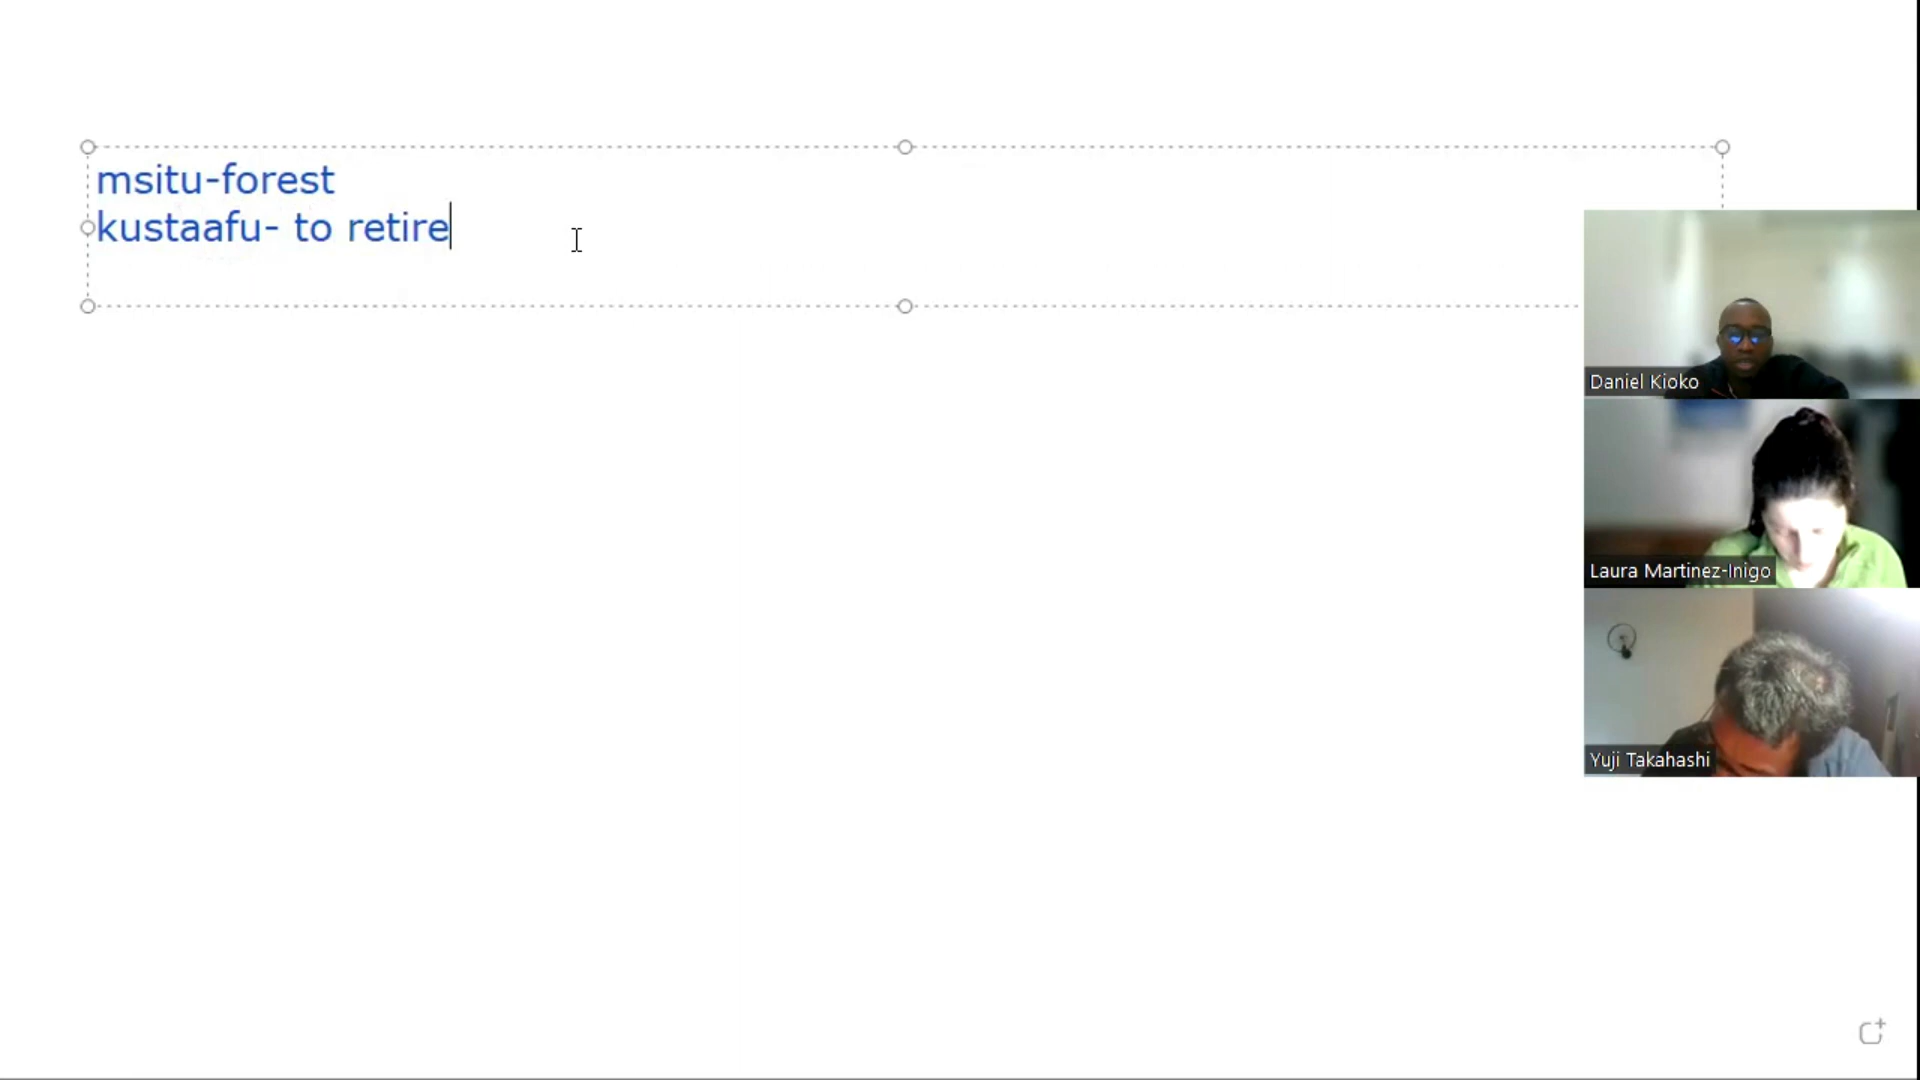 msitu-forest
kustaafu- to retire
Daniel Kioko
Laura Martinez-Inigo
Yuji Takahashi